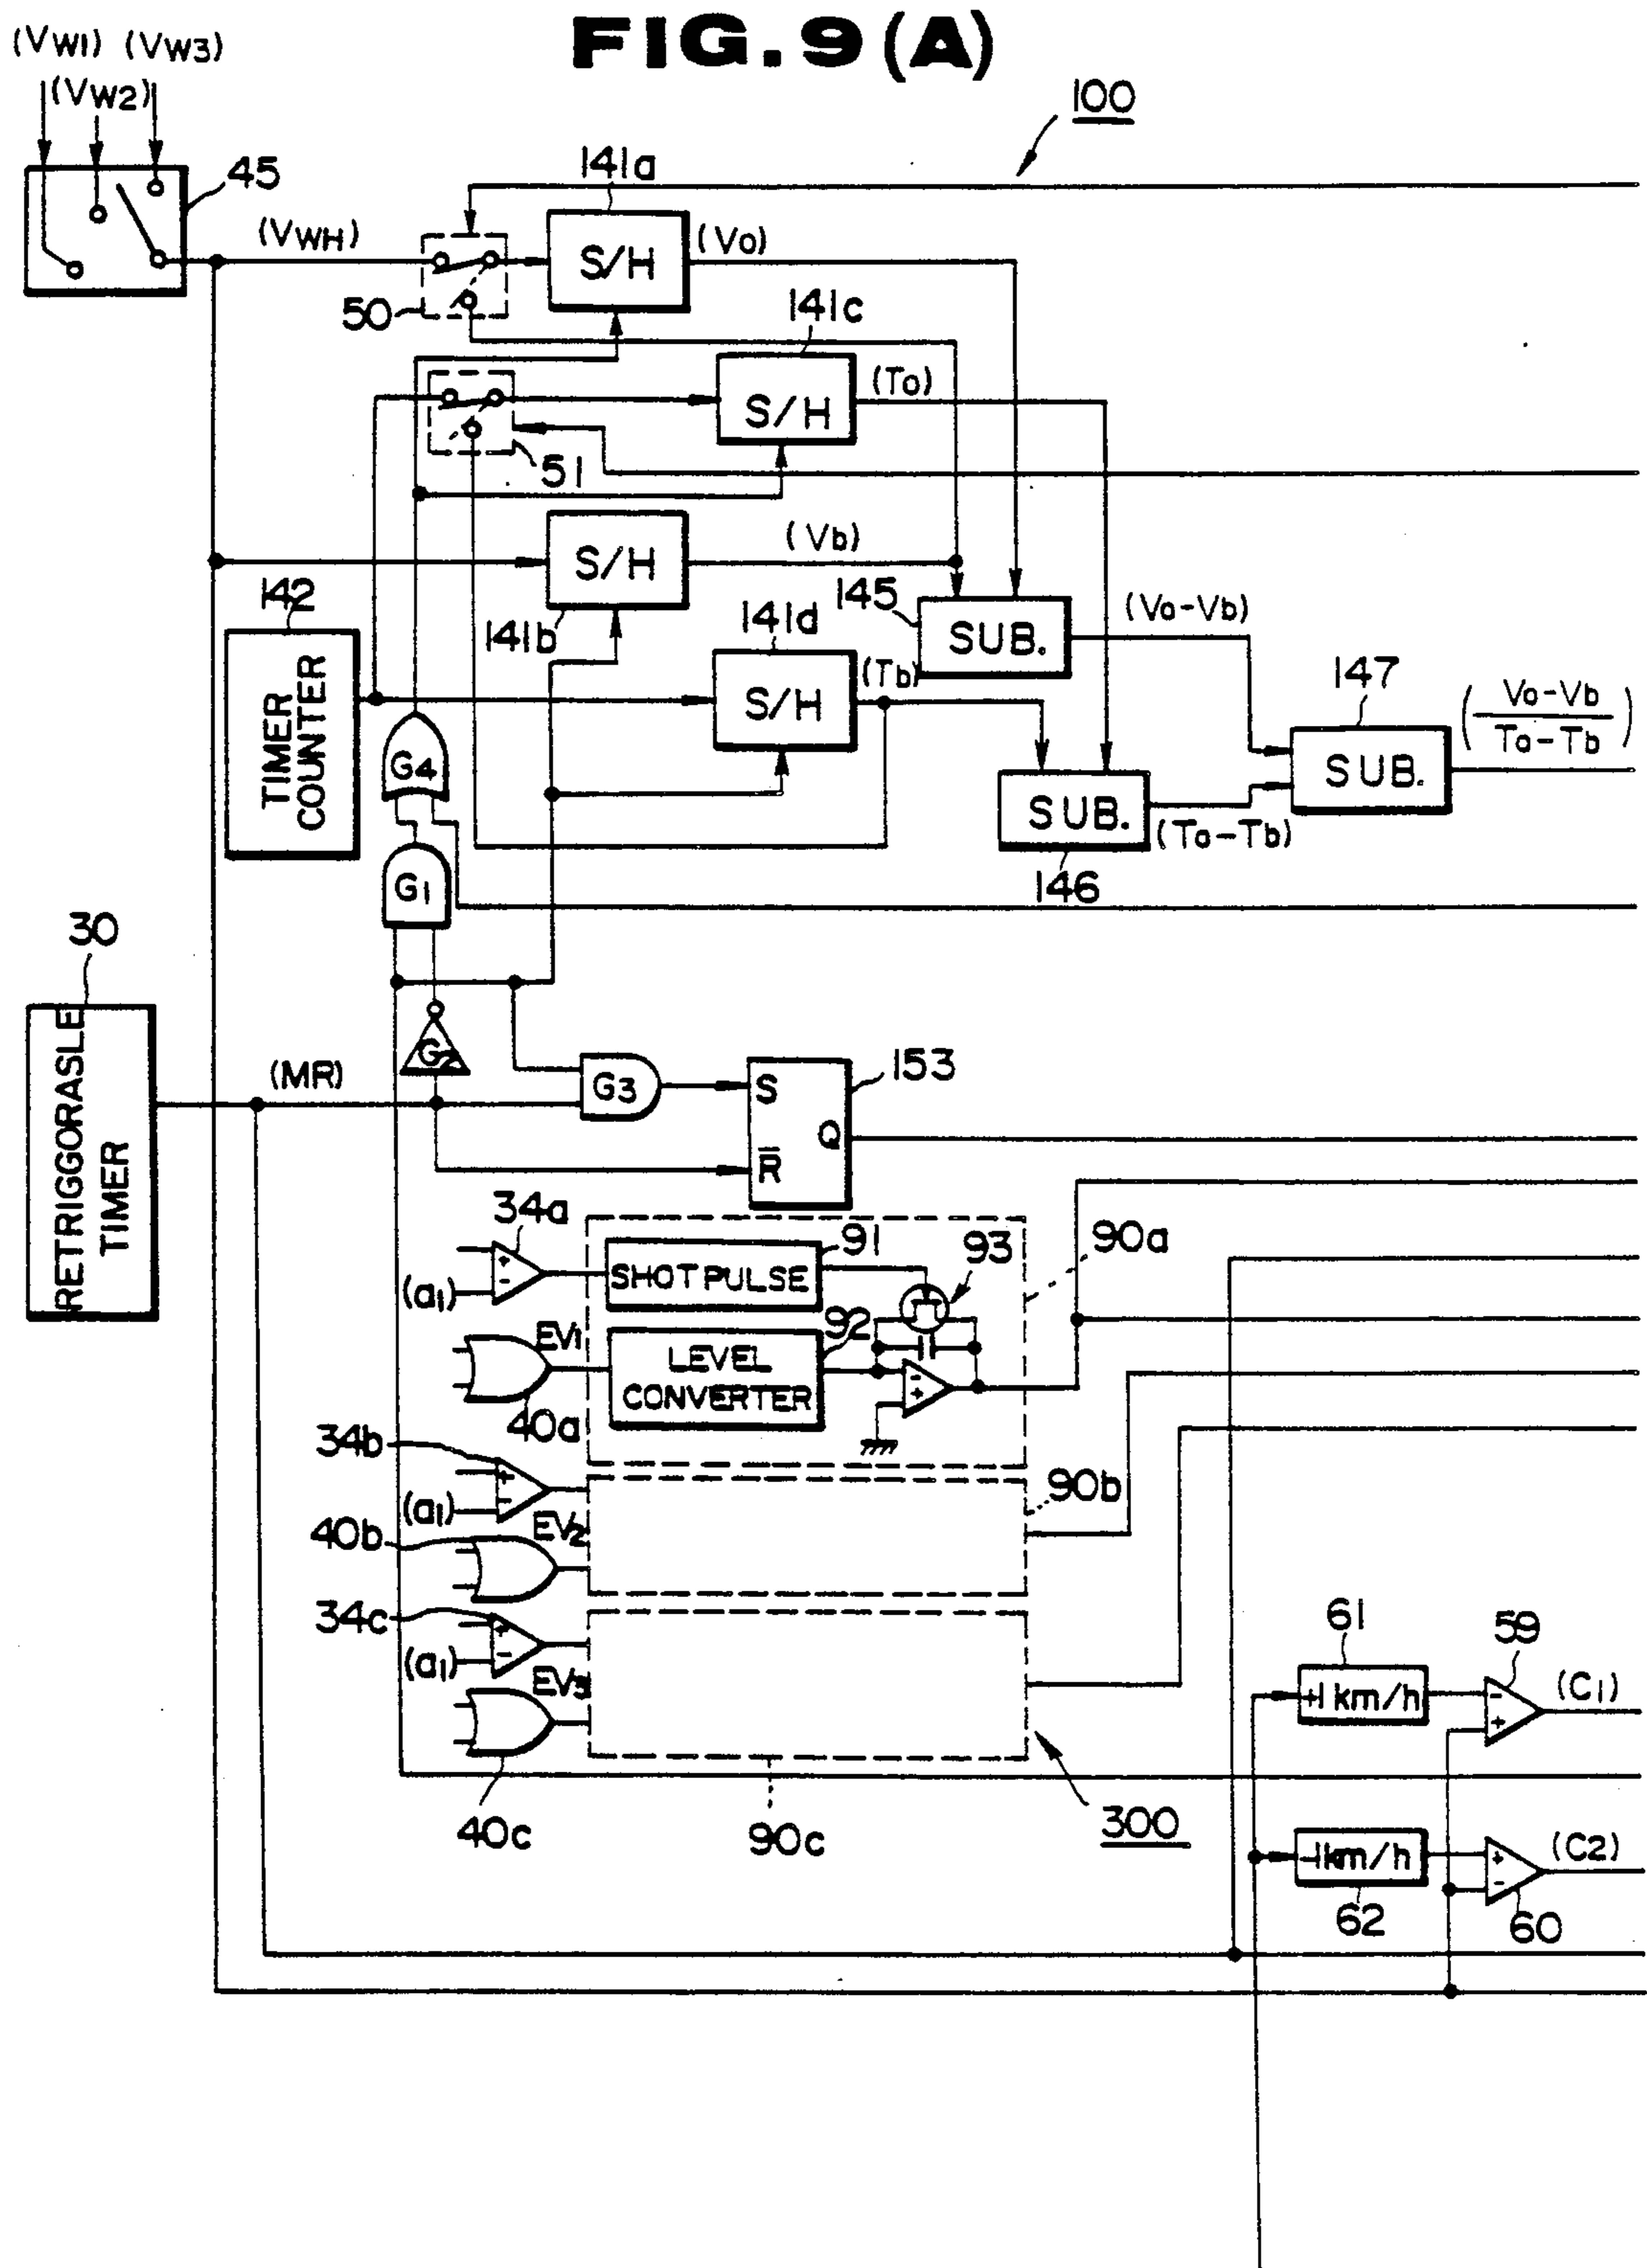 FIG. 9 (A)
(VW1) (VW3)
(VW2)
100
45
141a
(VWH)
(Vo)
S/H
50
141c
(To)
S/H
51
(Vb)
S/H
142
141b
141d
145
(Vo-Vb)
SUB.
TIMER
COUNTER
(Tb)
S/H
147
(Vo-Vb
To-Tb)
SUB.
G4
SUB.
(To-Tb)
146
G1
30
RETRIGGORASLE
TIMER
G2
(MR)
G3
153
S
Q
R̅
34a
+
-
(a1)
91
SHOT PULSE
93
90a
EV1
92
LEVEL
CONVERTER
-
+
40a
34b
+
-
(a1)
90b
40b
EV2
34c
+
-
(a1)
EV3
61
59
+1km/h
-
+
(C1)
40c
90c
300
-1km/h
+
-
(C2)
62
60